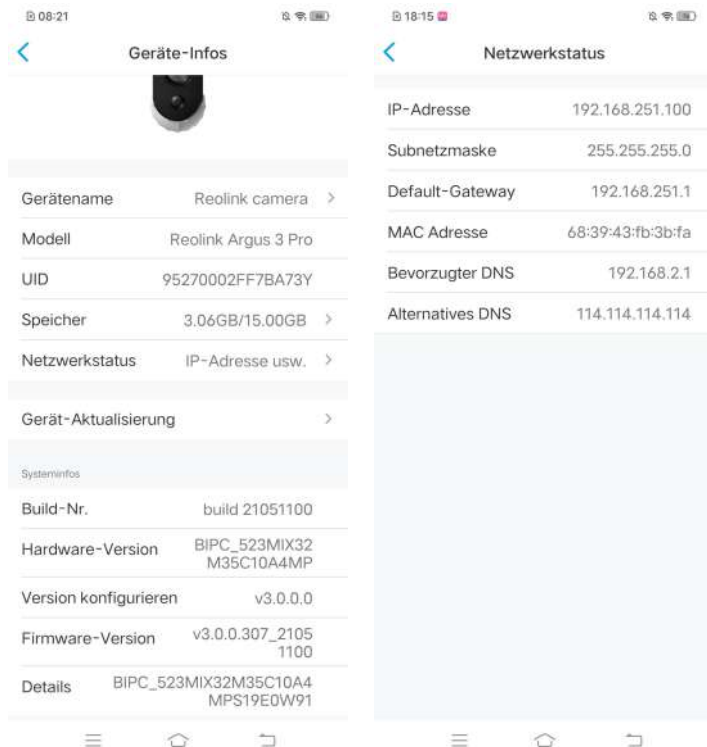 08:21
Geräte-Infos
Gerätename Reolink camera
Modell Reolink Argus 3 Pro
UID 95270002FF7BA73Y
Speicher 3.06GB/15.00GB
Netzwerkstatus IP-Adresse usw.
Gerät-Aktualisierung
Systeminfos
Build-Nr. build 21051100
Hardware-Version BIPC_523MIX32
M35C10A4MP
Version konfigurieren v3.0.0.0
Firmware-Version v3.0.0.307_2105
1100
Details BIPC_523MIX32M35C10A4
MPS19E0W91
18:15
Netzwerkstatus
IP-Adresse 192.168.251.100
Subnetzmaske 255.255.255.0
Default-Gateway 192.168.251.1
MAC Adresse 68:39:43:fb:3b:fa
Bevorzugter DNS 192.168.2.1
Alternatives DNS 114.114.114.114